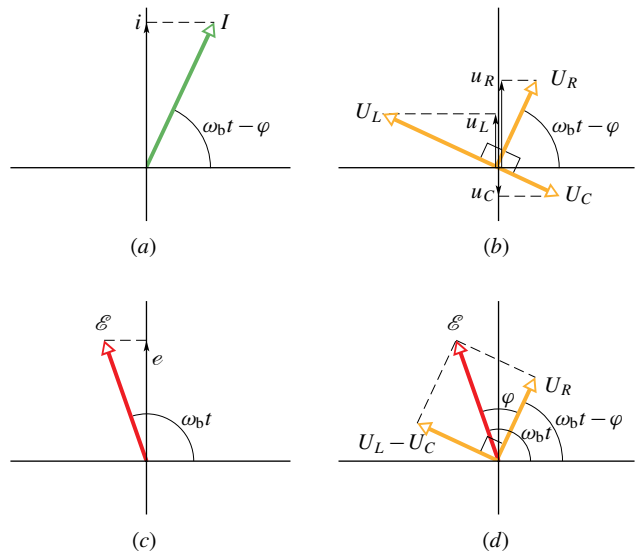 i I
ω_b t − φ
(a)
u_R U_R
U_L u_L
ω_b t − φ
u_C U_C
(b)
ℰ
e
ω_b t
(c)
ℰ
U_R
φ
ω_b t − φ
ω_b t
U_L − U_C
(d)